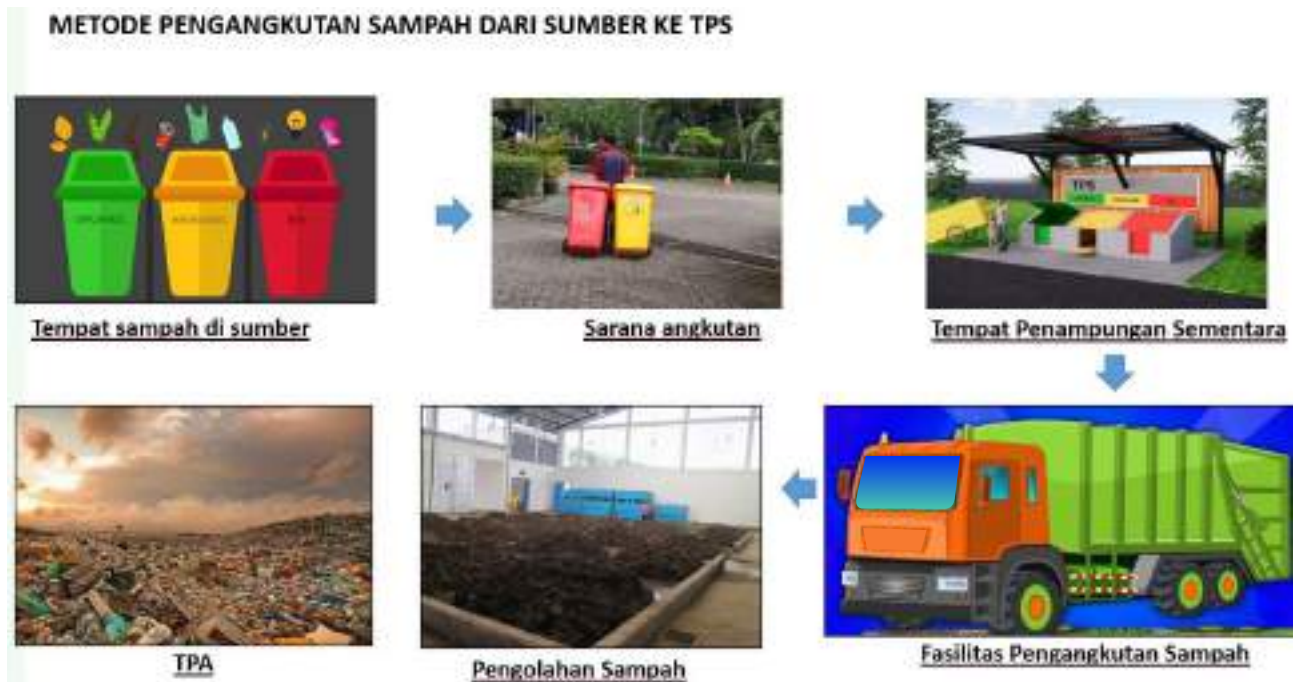 METODE PENGANGKUTAN SAMPAH DARI SUMBER KE TPS
Tempat sampah di sumber
Sarana angkutan
TPS
Tempat Penampungan Sementara
TPA
Pengolahan Sampah
Fasilitas Pengangkutan Sampah